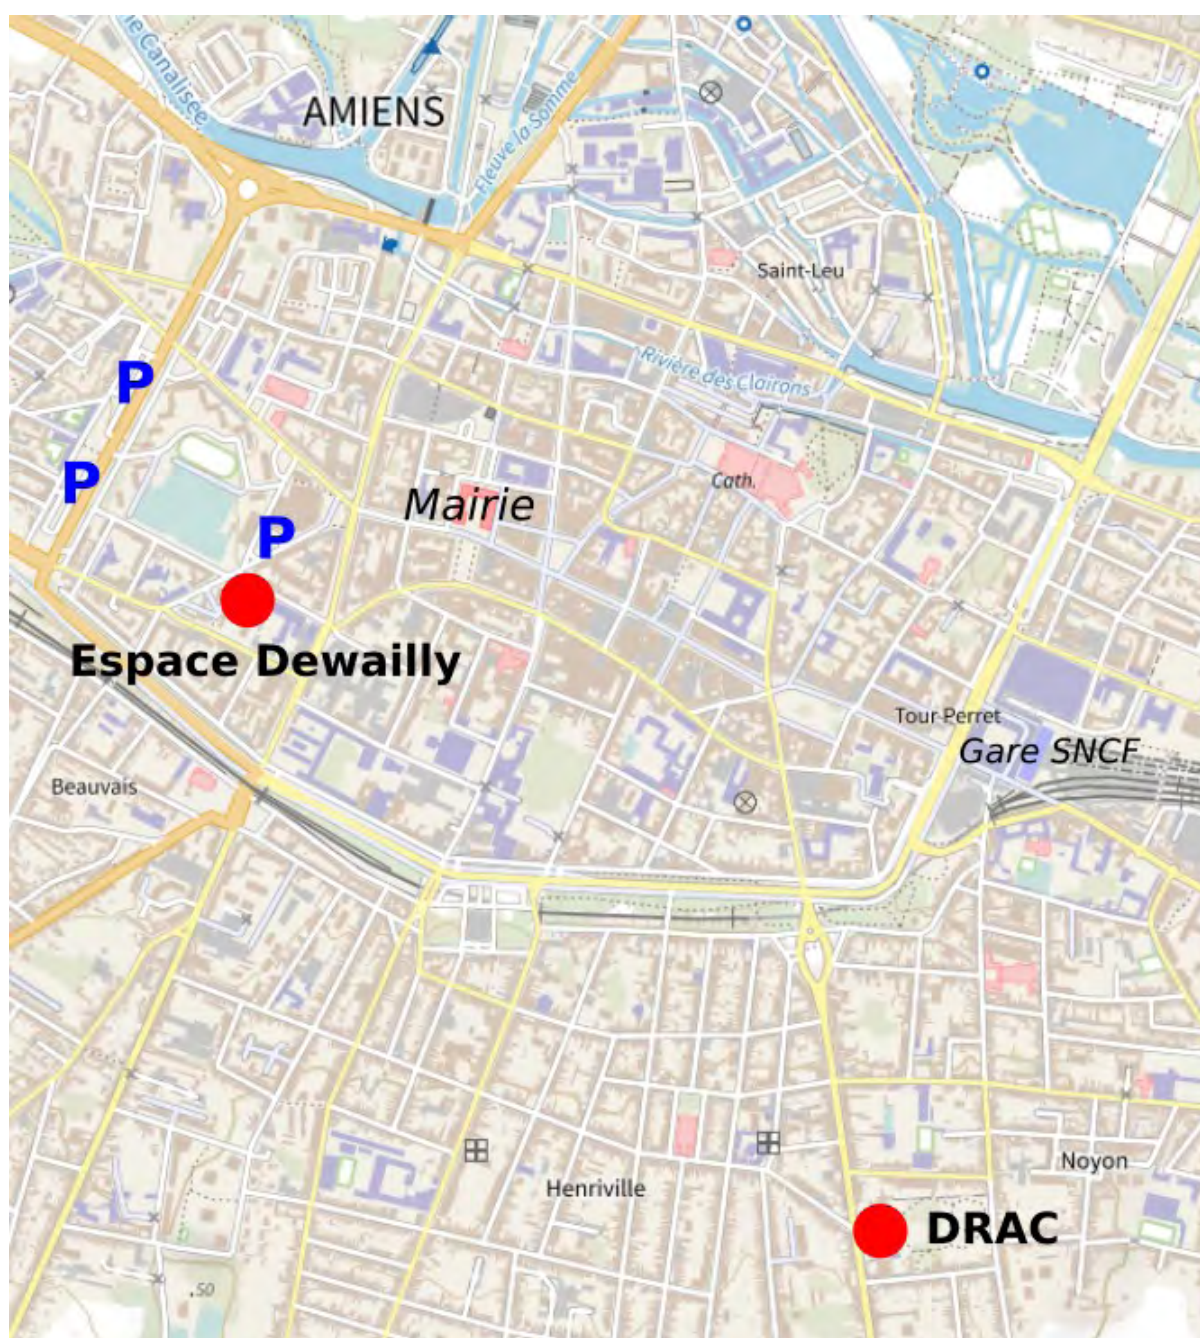 le Canalisée
AMIENS
Fleuve la Somme
Saint-Leu
Rivière des Clairons
P
P
Cath.
Mairie
P
Espace Dewailly
Tour-Perret
Gare SNCF
Beauvais
Noyon
Henriville
DRAC
50